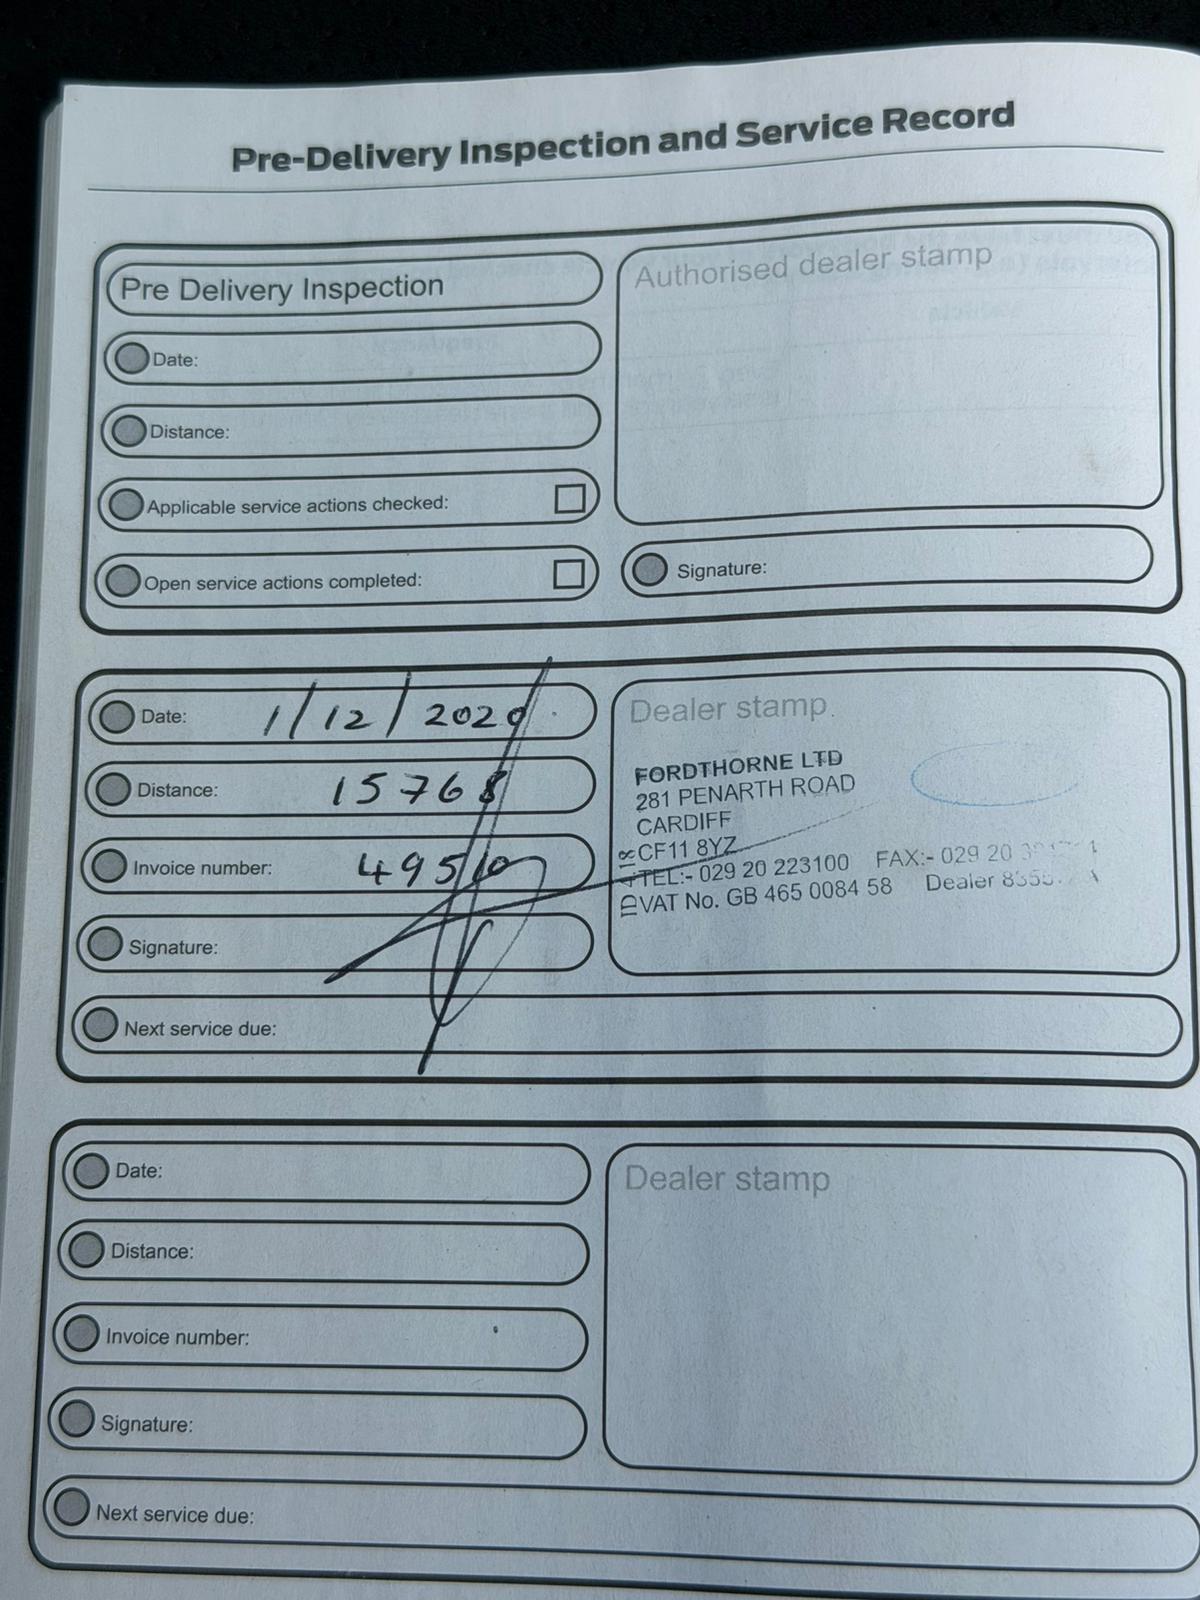 Pre-Delivery Inspection and Service Record
Pre Delivery Inspection
Date:
Distance:
Applicable service actions checked:
Open service actions completed:
Authorised dealer stamp
Signature:
Date: 1/12/2020
Distance: 15768
Invoice number: 49510
Signature:
Next service due:
Dealer stamp
FORDTHORNE LTD
281 PENARTH ROAD
CARDIFF
CF11 8YZ
TEL:- 029 20 223100 FAX:- 029 20
VAT No. GB 465 0084 58 Dealer
Date:
Distance:
Invoice number:
Signature:
Next service due:
Dealer stamp